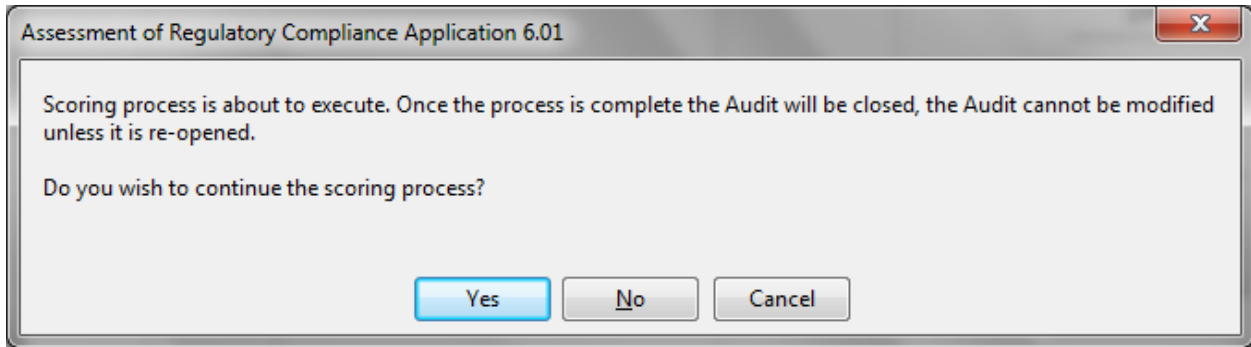 Assessment of Regulatory Compliance Application 6.01
Scoring process is about to execute. Once the process is complete the Audit will be closed, the Audit cannot be modified
unless it is re-opened.
Do you wish to continue the scoring process?
Yes
No
Cancel